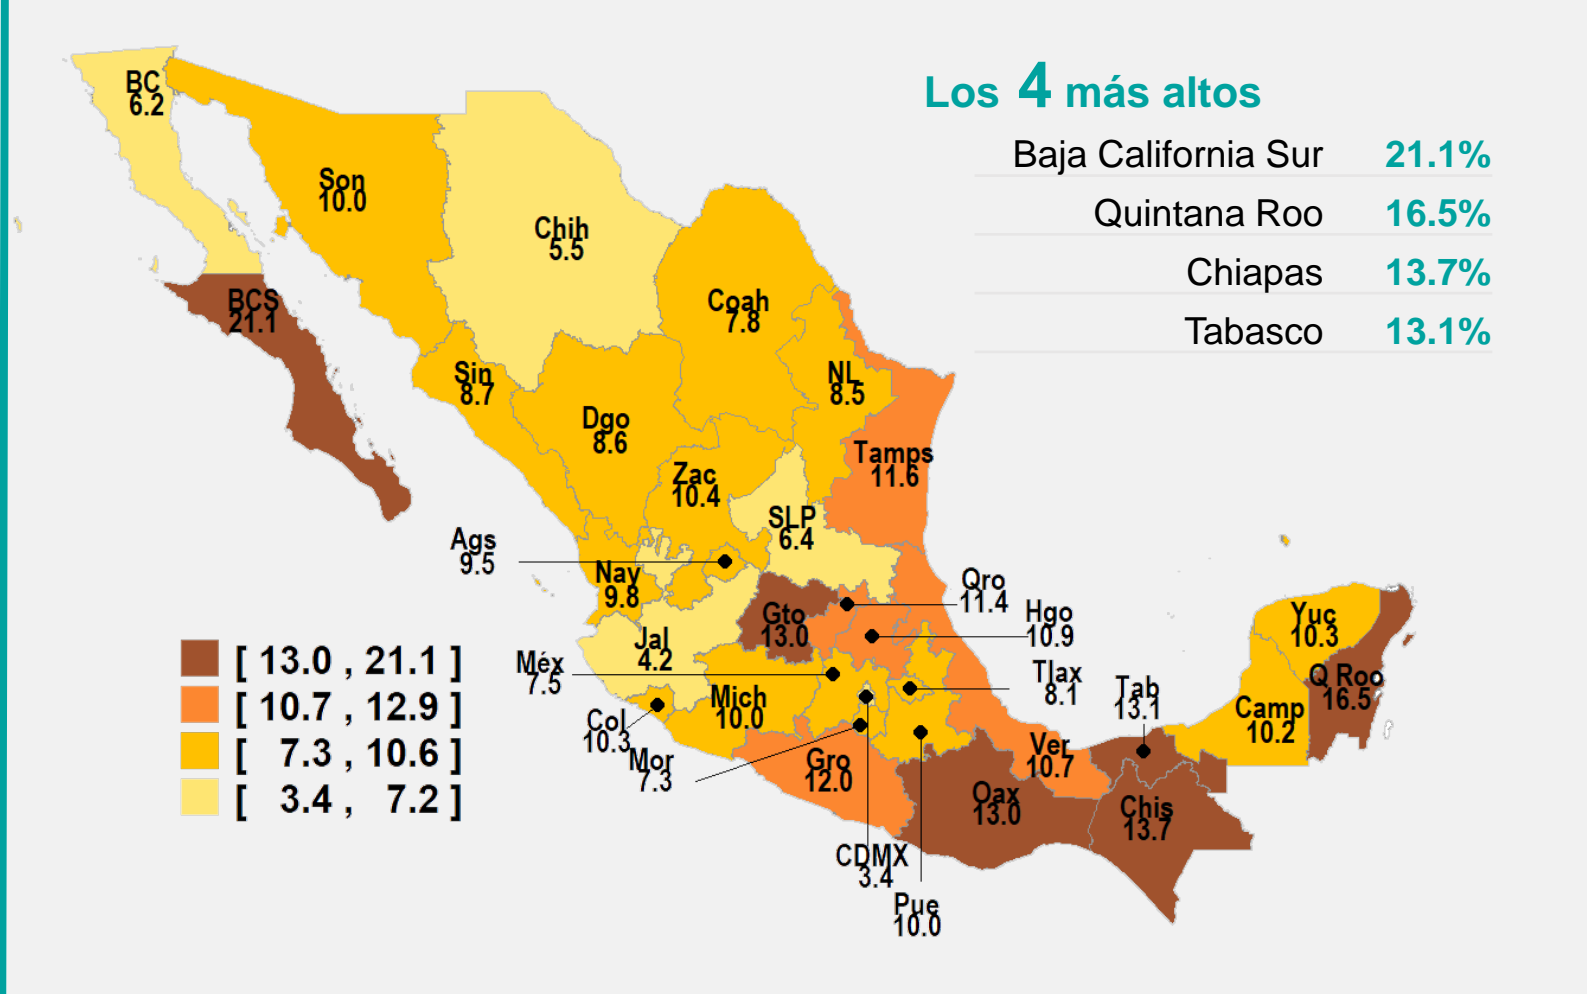 Los 4 más altos
Baja California Sur 21.1%
Quintana Roo 16.5%
Chiapas 13.7%
Tabasco 13.1%
BC
6.2
Son
10.0
Chih
5.5
BCS
21.1
Coah
7.8
Sin
8.7
NL
8.5
Dgo
8.6
Tamps
11.6
Zac
10.4
SLP
6.4
Ags
9.5
Nay
9.8
Qro
11.4
Gto
13.0
Hgo
10.9
Yuc
10.3
Jal
4.2
Méx
7.5
Tlax
8.1
Q Roo
16.5
Tab
13.1
Mich
10.0
Camp
10.2
Col
10.3
Mor
7.3
Gro
12.0
Ver
10.7
Oax
13.0
Chis
13.7
CDMX
3.4
Pue
10.0
[ 13.0 , 21.1 ]
[ 10.7 , 12.9 ]
[ 7.3 , 10.6 ]
[ 3.4 , 7.2 ]